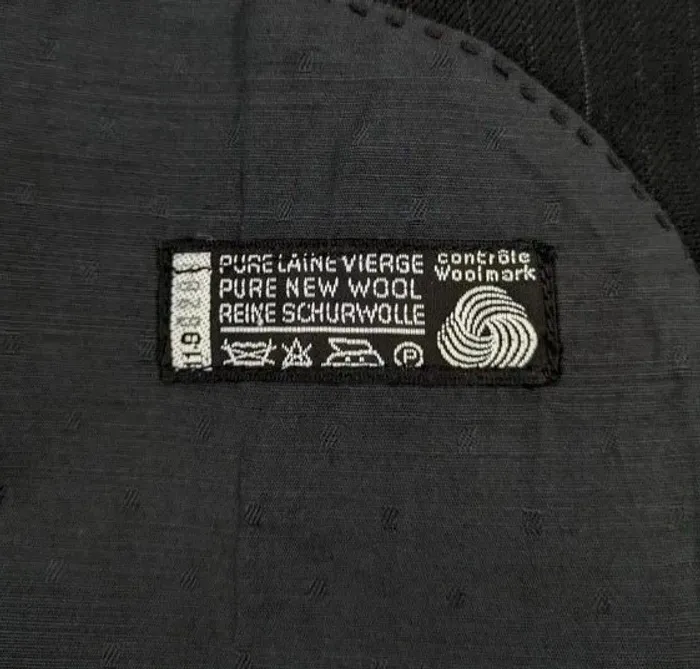 PURE LAINE VIERGE
PURE NEW WOOL
REINE SCHURWOLLE
contrôle
Woolmark
P